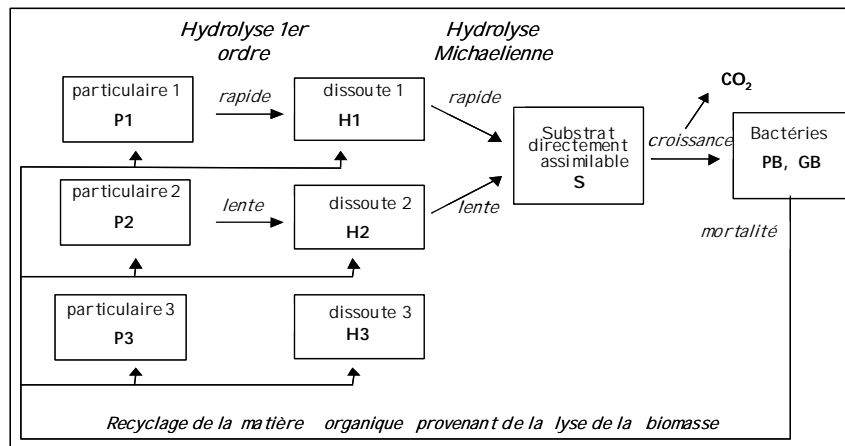 Hydrolyse 1er
ordre
Hydrolyse
Michaelienne
particulaire 1
P1
rapide
dissoute 1
H1
rapide
CO₂
Substrat
directement
assimilable
S
croissance
Bactéries
PB, GB
particulaire 2
P2
lente
dissoute 2
H2
lente
mortalité
particulaire 3
P3
dissoute 3
H3
Recyclage de la matière organique provenant de la lyse de la biomasse